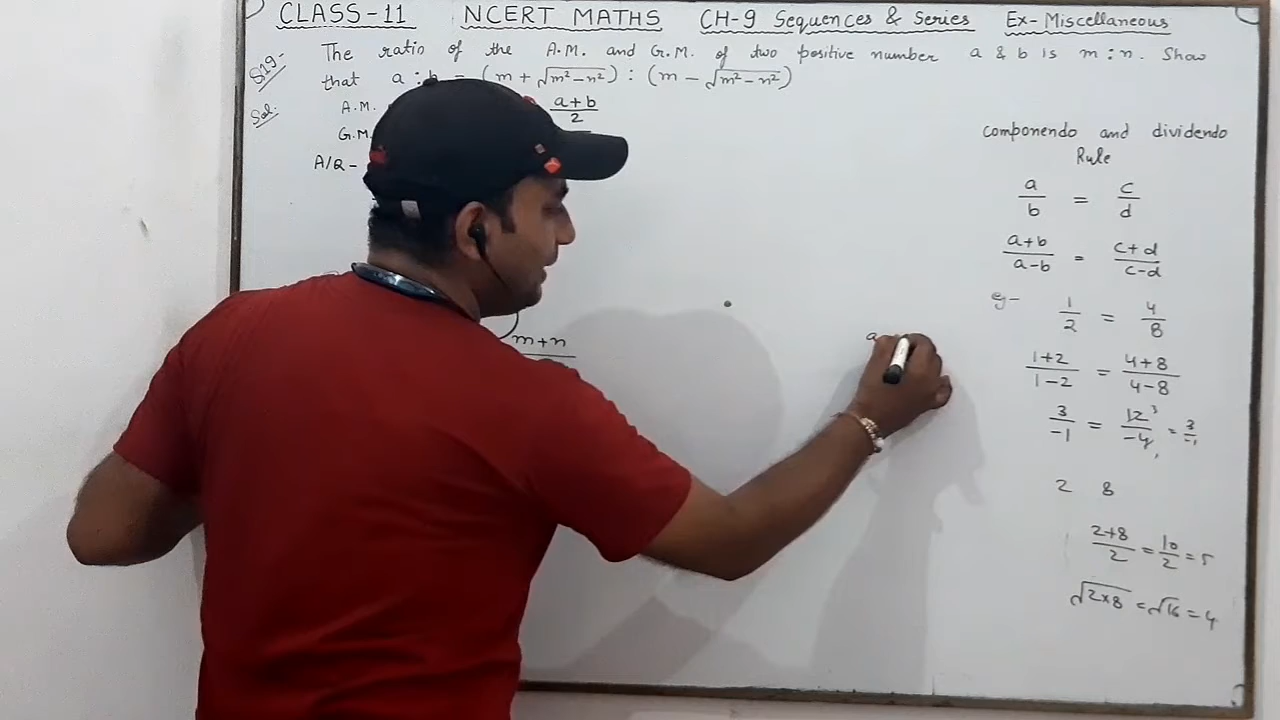 CLASS-11 NCERT MATHS CH-9 Sequences & Series Ex-Miscellaneous
Q19:- The ratio of the A.M. and G.M. of two positive number a & b is m:n. Show
that a:b = (m + √m²-n²) : (m - √m²-n²)
Sol: A.M. a+b/2
G.M.
A/Q-
m+n
a
componendo and dividendo
Rule
a/b = c/d
a+b/a-b = c+d/c-d
eg- 1/2 = 4/8
1+2/1-2 = 4+8/4-8
3/-1 = 12³/-4, = 3/-1
2 8
2+8/2 = 10/2 = 5
√2×8 = √16 = 4